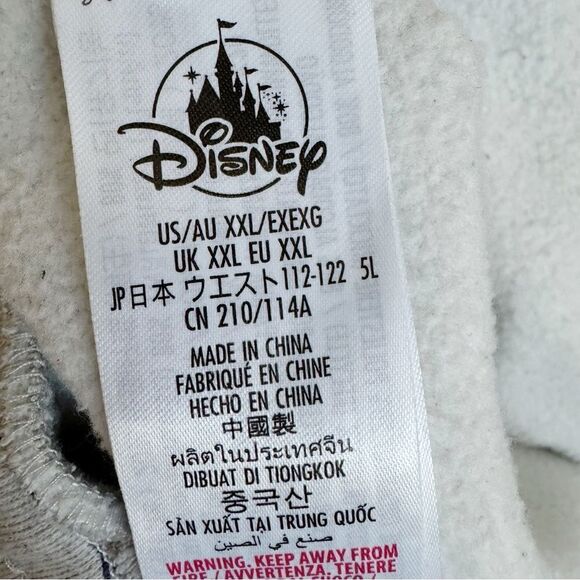 DISNEY
US/AU XXL/EXEXG
UK XXL EU XXL
JP日本 ウエスト112-122 5L
CN 210/114A
MADE IN CHINA
FABRIQUÉ EN CHINE
HECHO EN CHINA
中國製
ผลิตในประเทศจีน
DIBUAT DI TIONGKOK
중국산
SẢN XUẤT TẠI TRUNG QUỐC
صنع في الصين
WARNING. KEEP AWAY FROM
FIRE / AVVERTENZA. TENERE